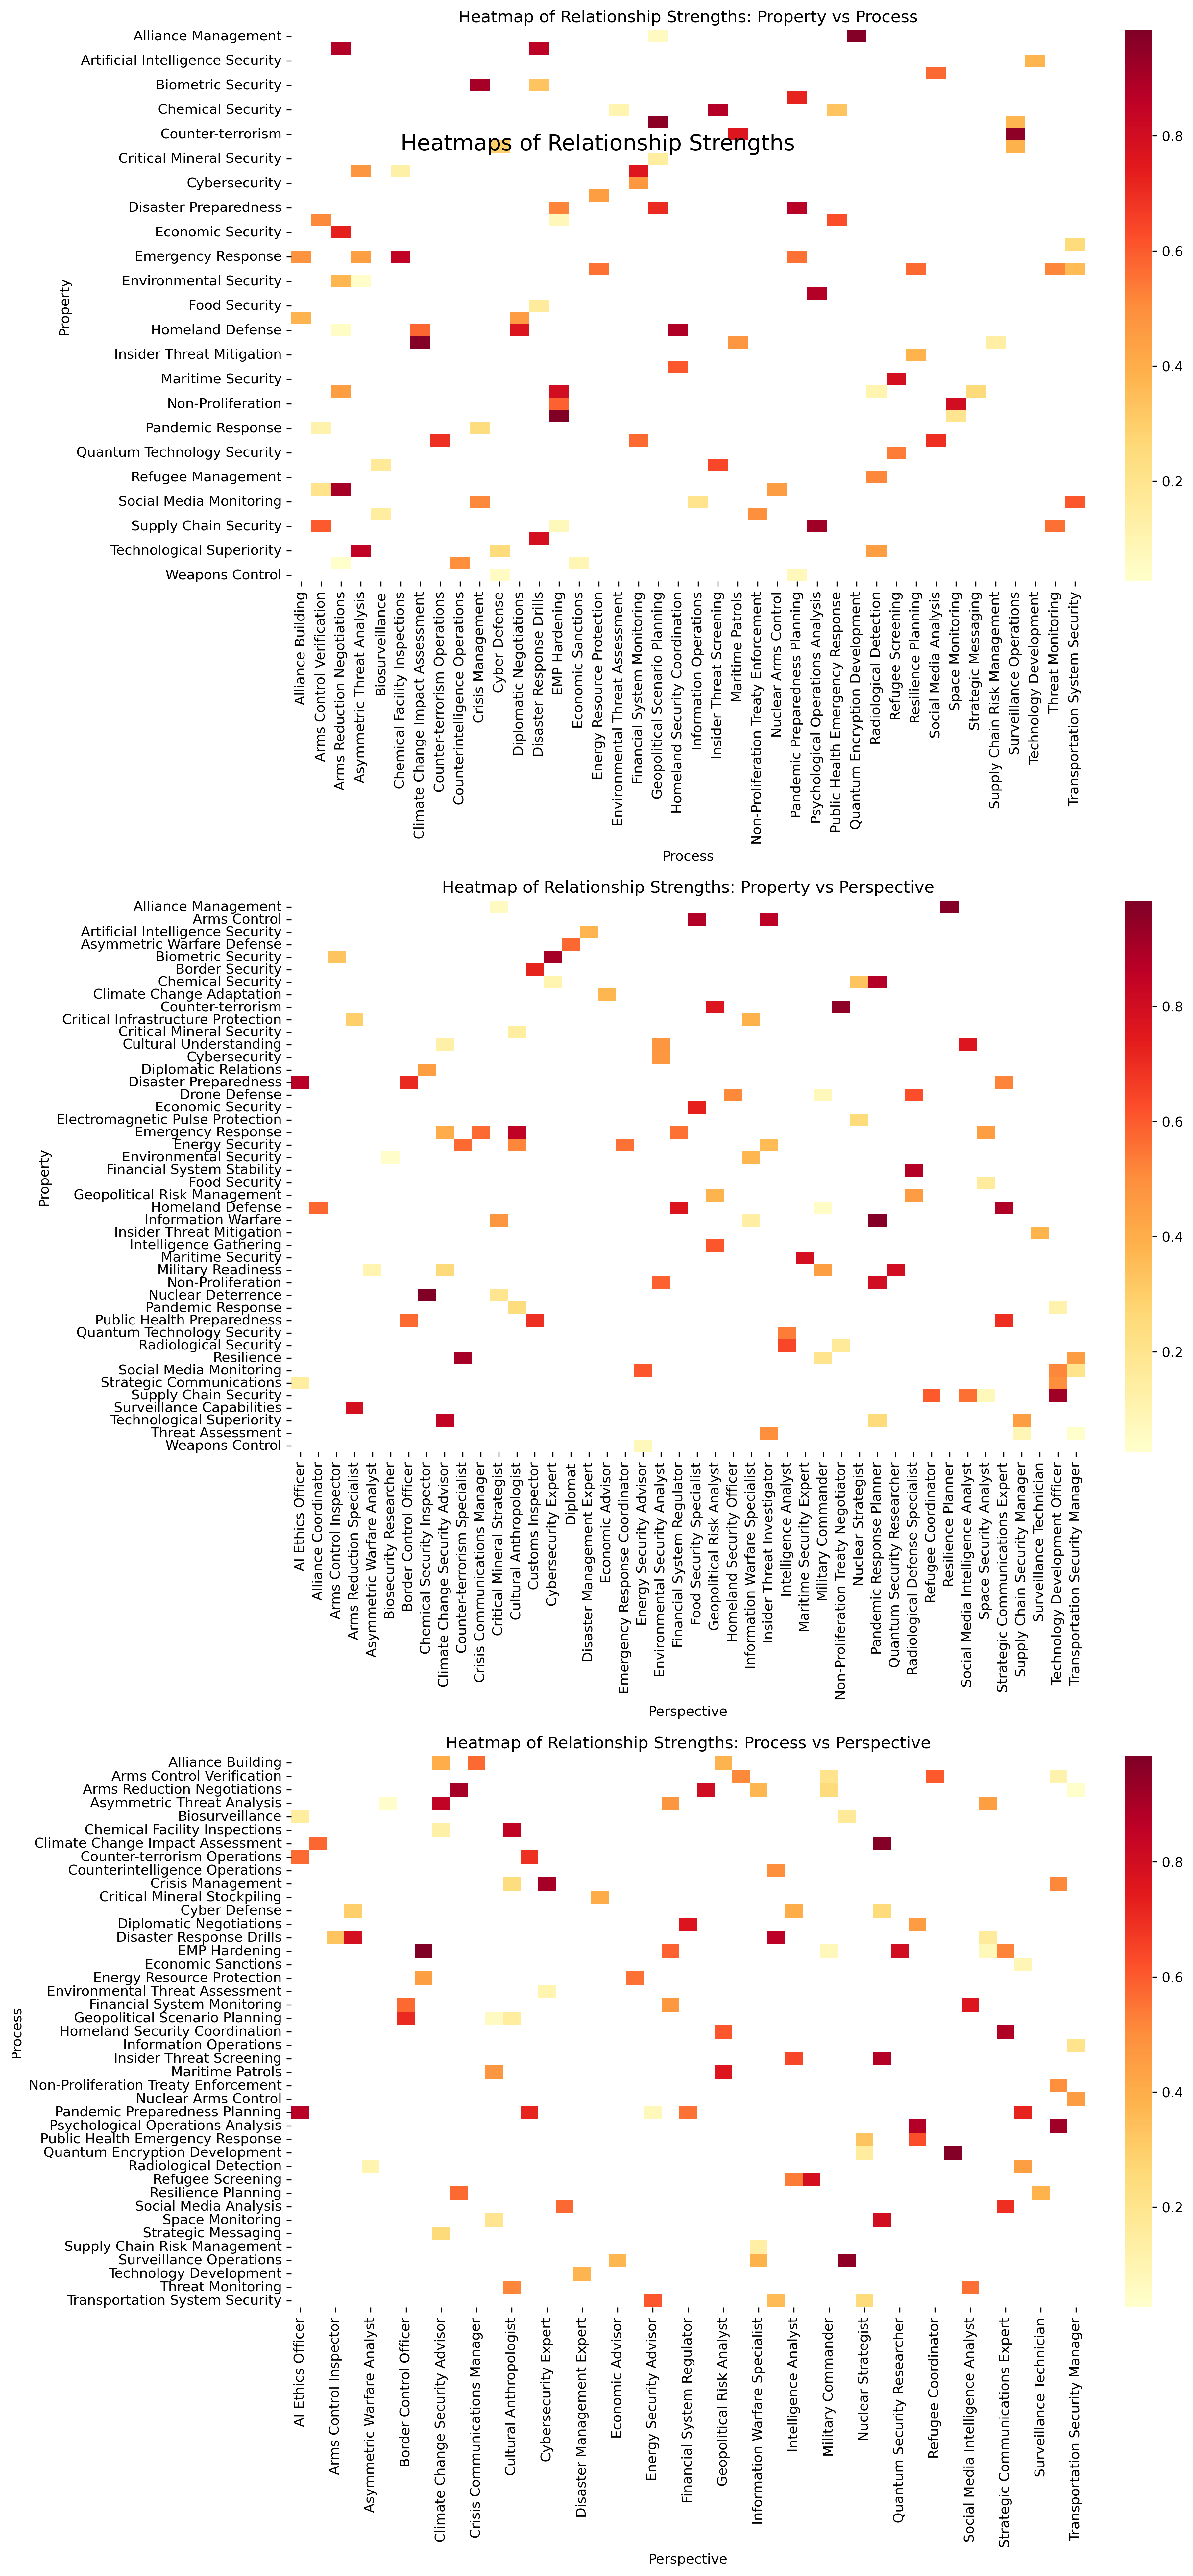 Heatmap of Relationship Strengths: Property vs Process
Heatmap of Relationship Strengths
Property
Alliance Management
Artificial Intelligence Security
Biometric Security
Chemical Security
Counter-terrorism
Critical Mineral Security
Cybersecurity
Disaster Preparedness
Economic Security
Emergency Response
Environmental Security
Food Security
Homeland Defense
Insider Threat Mitigation
Maritime Security
Non-Proliferation
Pandemic Response
Quantum Technology Security
Refugee Management
Social Media Monitoring
Supply Chain Security
Technological Superiority
Weapons Control
Alliance Building
Arms Control Verification
Arms Reduction Negotiations
Asymmetric Threat Analysis
Biosurveillance
Chemical Facility Inspections
Climate Change Impact Assessment
Counter-terrorism Operations
Counterintelligence Operations
Crisis Management
Cyber Defense
Diplomatic Negotiations
Disaster Response Drills
EMP Hardening
Economic Sanctions
Energy Resource Protection
Environmental Threat Assessment
Financial System Monitoring
Geopolitical Scenario Planning
Homeland Security Coordination
Information Operations
Insider Threat Screening
Maritime Patrols
Non-Proliferation Treaty Enforcement
Nuclear Arms Control
Pandemic Preparedness Planning
Psychological Operations Analysis
Public Health Emergency Response
Quantum Encryption Development
Radiological Detection
Refugee Screening
Resilience Planning
Social Media Analysis
Space Monitoring
Strategic Messaging
Supply Chain Risk Management
Surveillance Operations
Technology Development
Threat Monitoring
Transportation System Security
Process
0.8
0.6
0.4
0.2
Heatmap of Relationship Strengths: Property vs Perspective
Property
Alliance Management
Arms Control
Artificial Intelligence Security
Asymmetric Warfare Defense
Biometric Security
Border Security
Chemical Security
Climate Change Adaptation
Counter-terrorism
Critical Infrastructure Protection
Critical Mineral Security
Cultural Understanding
Cybersecurity
Diplomatic Relations
Disaster Preparedness
Drone Defense
Economic Security
Electromagnetic Pulse Protection
Emergency Response
Energy Security
Environmental Security
Financial System Stability
Food Security
Geopolitical Risk Management
Homeland Defense
Information Warfare
Insider Threat Mitigation
Intelligence Gathering
Maritime Security
Military Readiness
Non-Proliferation
Nuclear Deterrence
Pandemic Response
Public Health Preparedness
Quantum Technology Security
Radiological Security
Resilience
Social Media Monitoring
Strategic Communications
Supply Chain Security
Surveillance Capabilities
Technological Superiority
Threat Assessment
Weapons Control
AI Ethics Officer
Alliance Coordinator
Arms Control Inspector
Arms Reduction Specialist
Asymmetric Warfare Analyst
Biosecurity Researcher
Border Control Officer
Chemical Security Inspector
Climate Change Security Advisor
Counter-terrorism Specialist
Crisis Communications Manager
Critical Mineral Strategist
Cultural Anthropologist
Customs Inspector
Cybersecurity Expert
Diplomat
Disaster Management Expert
Economic Advisor
Emergency Response Coordinator
Energy Security Advisor
Environmental Security Analyst
Financial System Regulator
Food Security Specialist
Geopolitical Risk Analyst
Homeland Security Officer
Information Warfare Specialist
Insider Threat Investigator
Intelligence Analyst
Maritime Security Expert
Military Commander
Non-Proliferation Treaty Negotiator
Nuclear Strategist
Pandemic Response Planner
Quantum Security Researcher
Radiological Defense Specialist
Refugee Coordinator
Resilience Planner
Social Media Intelligence Analyst
Space Security Analyst
Strategic Communications Expert
Supply Chain Security Manager
Surveillance Technician
Technology Development Officer
Transportation Security Manager
Perspective
0.8
0.6
0.4
0.2
Heatmap of Relationship Strengths: Process vs Perspective
Process
Alliance Building
Arms Control Verification
Arms Reduction Negotiations
Asymmetric Threat Analysis
Biosurveillance
Chemical Facility Inspections
Climate Change Impact Assessment
Counter-terrorism Operations
Counterintelligence Operations
Crisis Management
Critical Mineral Stockpiling
Cyber Defense
Diplomatic Negotiations
Disaster Response Drills
EMP Hardening
Economic Sanctions
Energy Resource Protection
Environmental Threat Assessment
Financial System Monitoring
Geopolitical Scenario Planning
Homeland Security Coordination
Information Operations
Insider Threat Screening
Maritime Patrols
Non-Proliferation Treaty Enforcement
Nuclear Arms Control
Pandemic Preparedness Planning
Psychological Operations Analysis
Public Health Emergency Response
Quantum Encryption Development
Radiological Detection
Refugee Screening
Resilience Planning
Social Media Analysis
Space Monitoring
Strategic Messaging
Supply Chain Risk Management
Surveillance Operations
Technology Development
Threat Monitoring
Transportation System Security
AI Ethics Officer
Arms Control Inspector
Asymmetric Warfare Analyst
Border Control Officer
Climate Change Security Advisor
Crisis Communications Manager
Cultural Anthropologist
Cybersecurity Expert
Disaster Management Expert
Economic Advisor
Energy Security Advisor
Financial System Regulator
Geopolitical Risk Analyst
Information Warfare Specialist
Intelligence Analyst
Military Commander
Nuclear Strategist
Quantum Security Researcher
Refugee Coordinator
Social Media Intelligence Analyst
Strategic Communications Expert
Surveillance Technician
Transportation Security Manager
Perspective
0.8
0.6
0.4
0.2